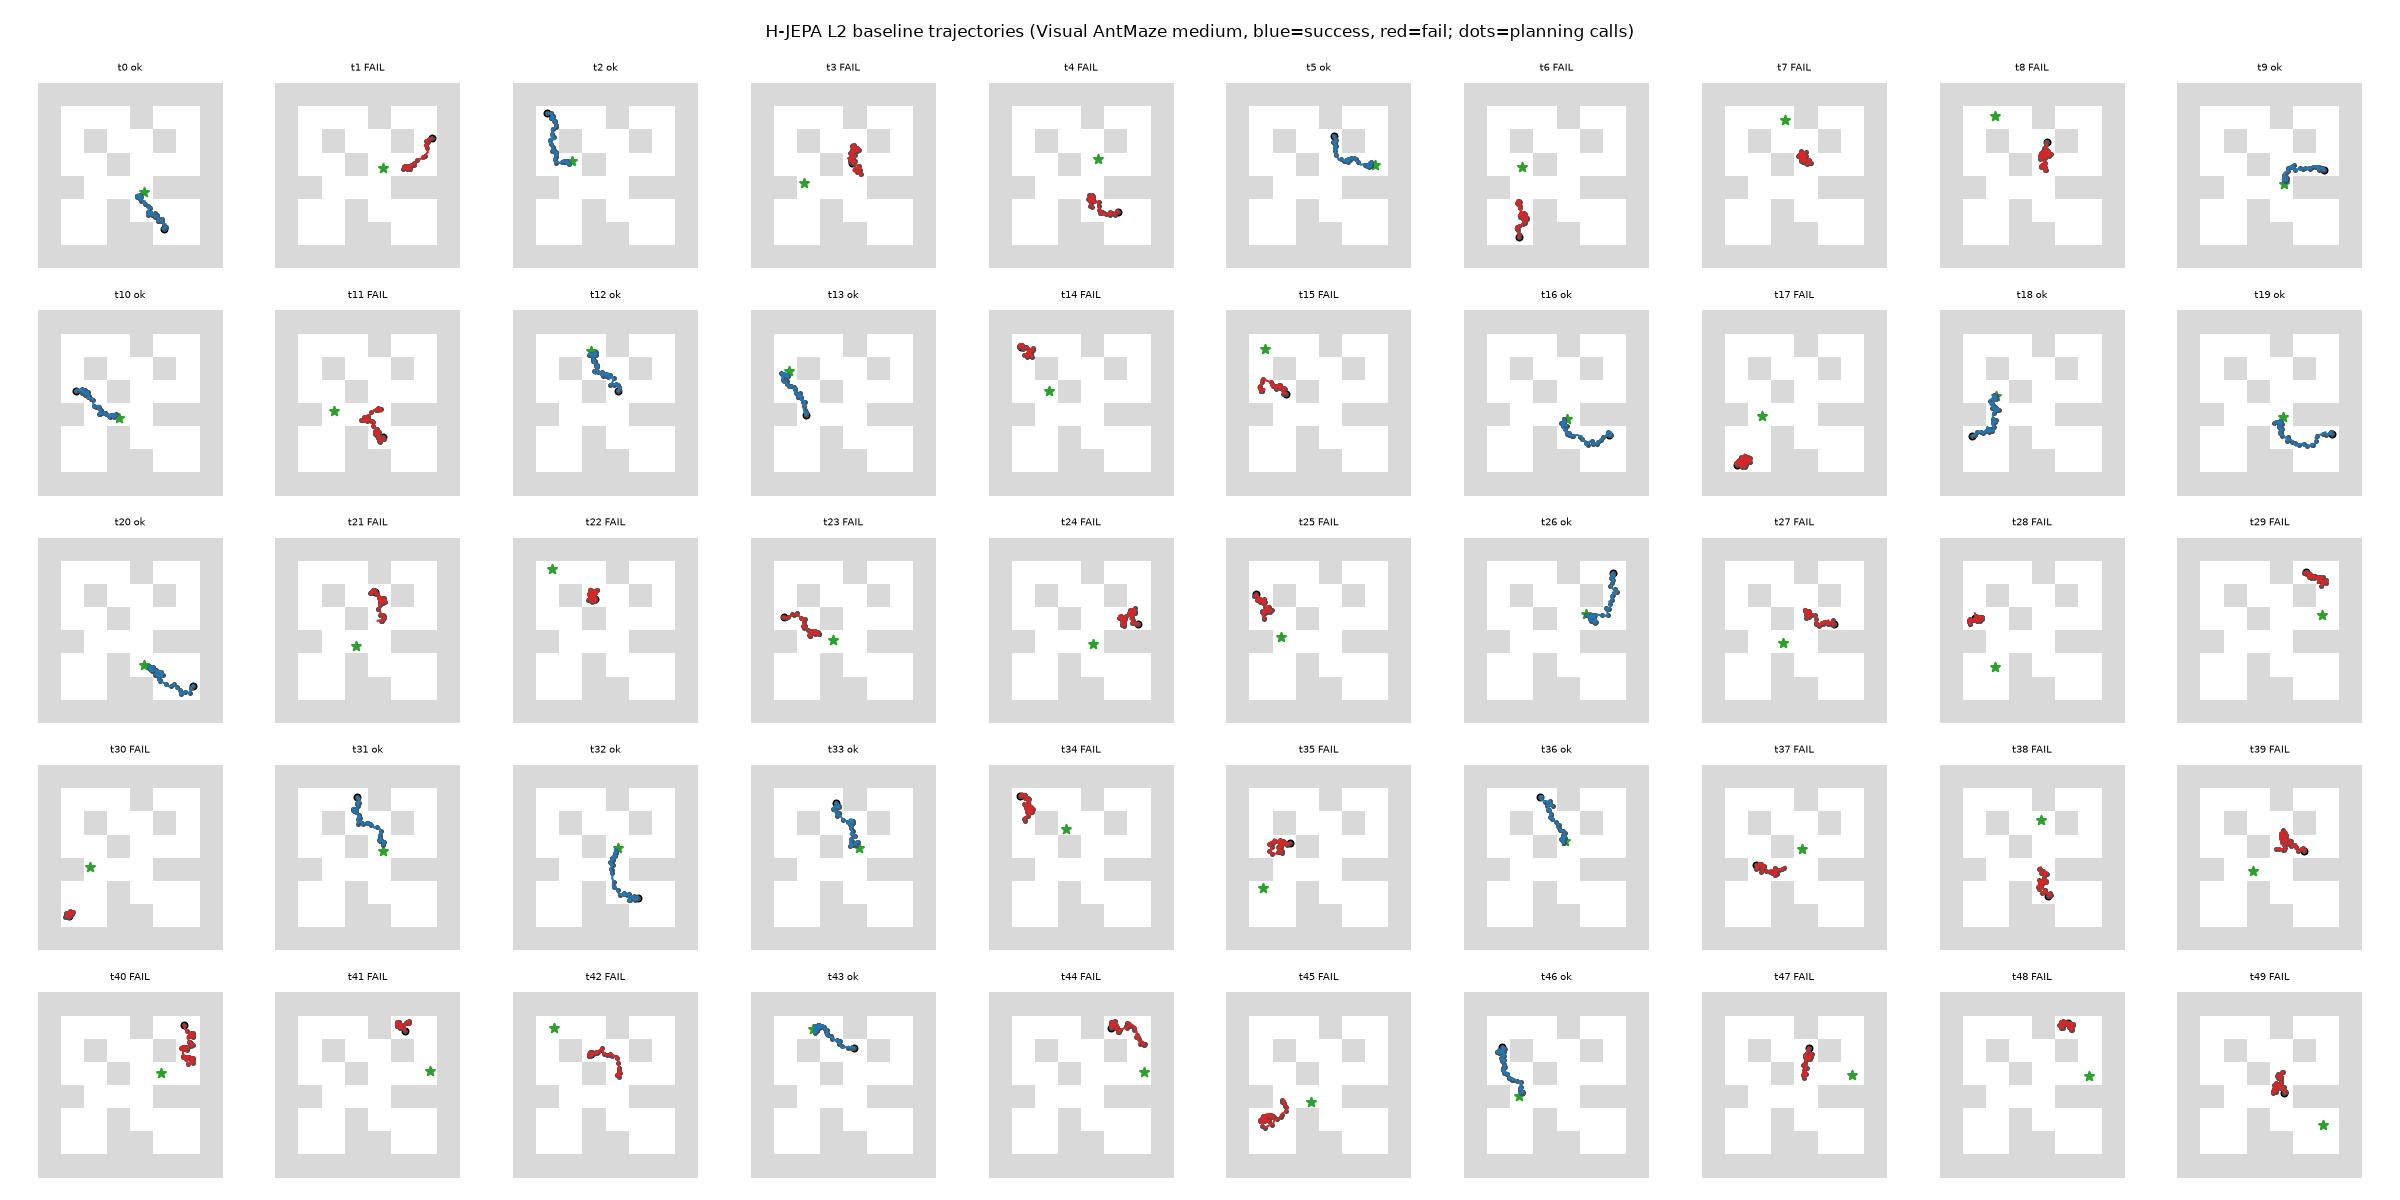 H-JEPA L2 baseline trajectories (Visual AntMaze medium, blue=success, red=fail; dots=planning calls)
t0 ok
t1 FAIL
t2 ok
t3 FAIL
t4 FAIL
t5 ok
t6 FAIL
t7 FAIL
t8 FAIL
t9 ok
t10 ok
t11 FAIL
t12 ok
t13 ok
t14 FAIL
t15 FAIL
t16 ok
t17 FAIL
t18 ok
t19 ok
t20 ok
t21 FAIL
t22 FAIL
t23 FAIL
t24 FAIL
t25 FAIL
t26 ok
t27 FAIL
t28 FAIL
t29 FAIL
t30 FAIL
t31 ok
t32 ok
t33 ok
t34 FAIL
t35 FAIL
t36 ok
t37 FAIL
t38 FAIL
t39 FAIL
t40 FAIL
t41 FAIL
t42 FAIL
t43 ok
t44 FAIL
t45 FAIL
t46 ok
t47 FAIL
t48 FAIL
t49 FAIL